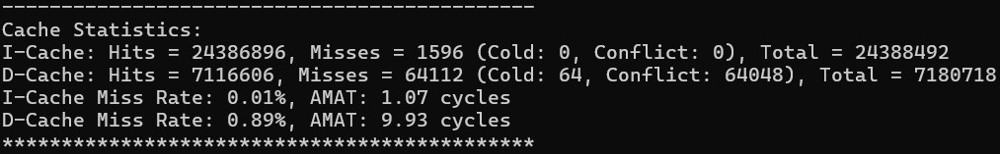 ---------------------------------------------
Cache Statistics:
I-Cache: Hits = 24386896, Misses = 1596 (Cold: 0, Conflict: 0), Total = 24388492
D-Cache: Hits = 7116606, Misses = 64112 (Cold: 64, Conflict: 64048), Total = 7180718
I-Cache Miss Rate: 0.01%, AMAT: 1.07 cycles
D-Cache Miss Rate: 0.89%, AMAT: 9.93 cycles
*********************************************